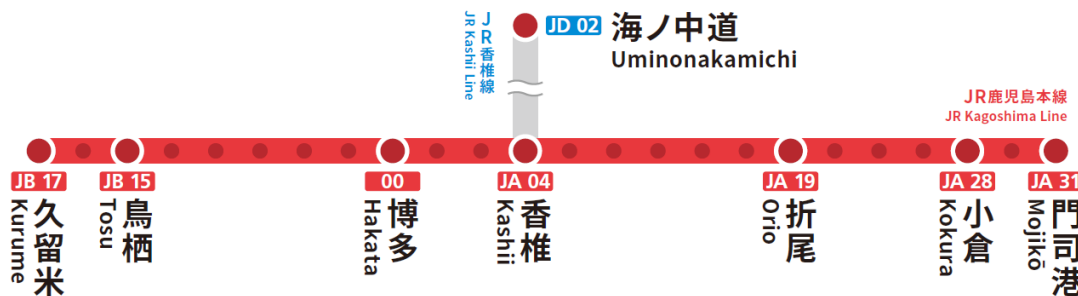 JR香椎線
JR Kashii Line
JD 02
海ノ中道
Uminonakamichi
JR鹿児島本線
JR Kagoshima Line
JB 17
久留米
Kurume
JB 15
鳥栖
Tosu
00
博多
Hakata
JA 04
香椎
Kashii
JA 19
折尾
Orio
JA 28
小倉
Kokura
JA 31
門司港
Mojikō